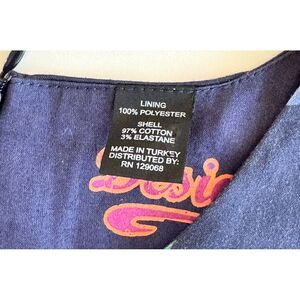 LINING
100% POLYESTER
SHELL
97% COTTON
3% ELASTANE
MADE IN TURKEY
DISTRIBUTED BY:
RN 129068